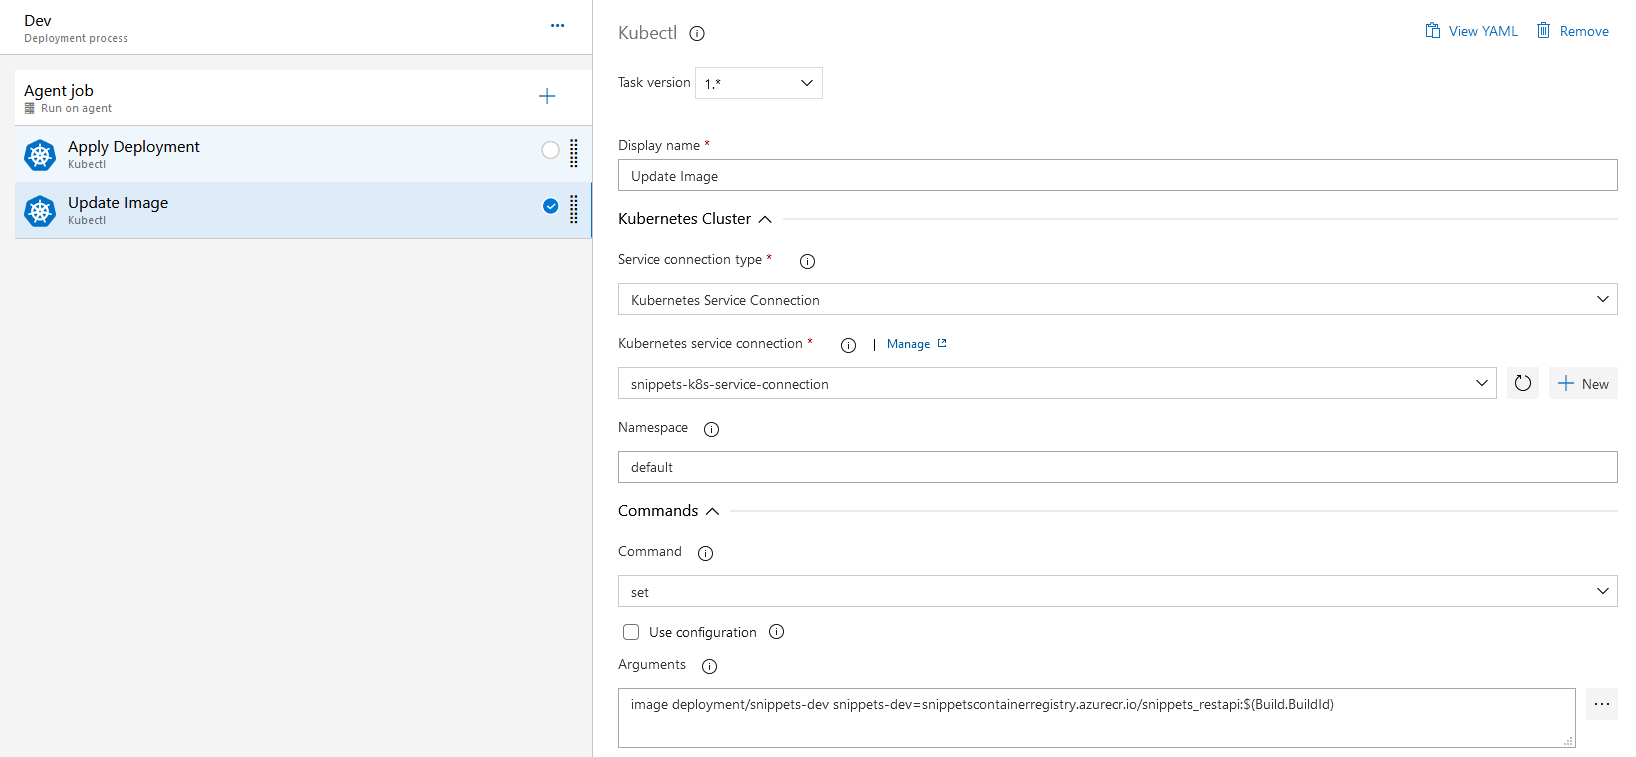 Dev
Deployment process
Agent job
Run on agent
Apply Deployment
Kubectl
Update Image
Kubectl
Kubectl
View YAML
Remove
Task version
1.*
Display name *
Update Image
Kubernetes Cluster
Service connection type *
Kubernetes Service Connection
Kubernetes service connection *
| Manage
snippets-k8s-service-connection
New
Namespace
default
Commands
Command
set
Use configuration
Arguments
image deployment/snippets-dev snippets-dev=snippetscontainerregistry.azurecr.io/snippets_restapi:$(Build.BuildId)